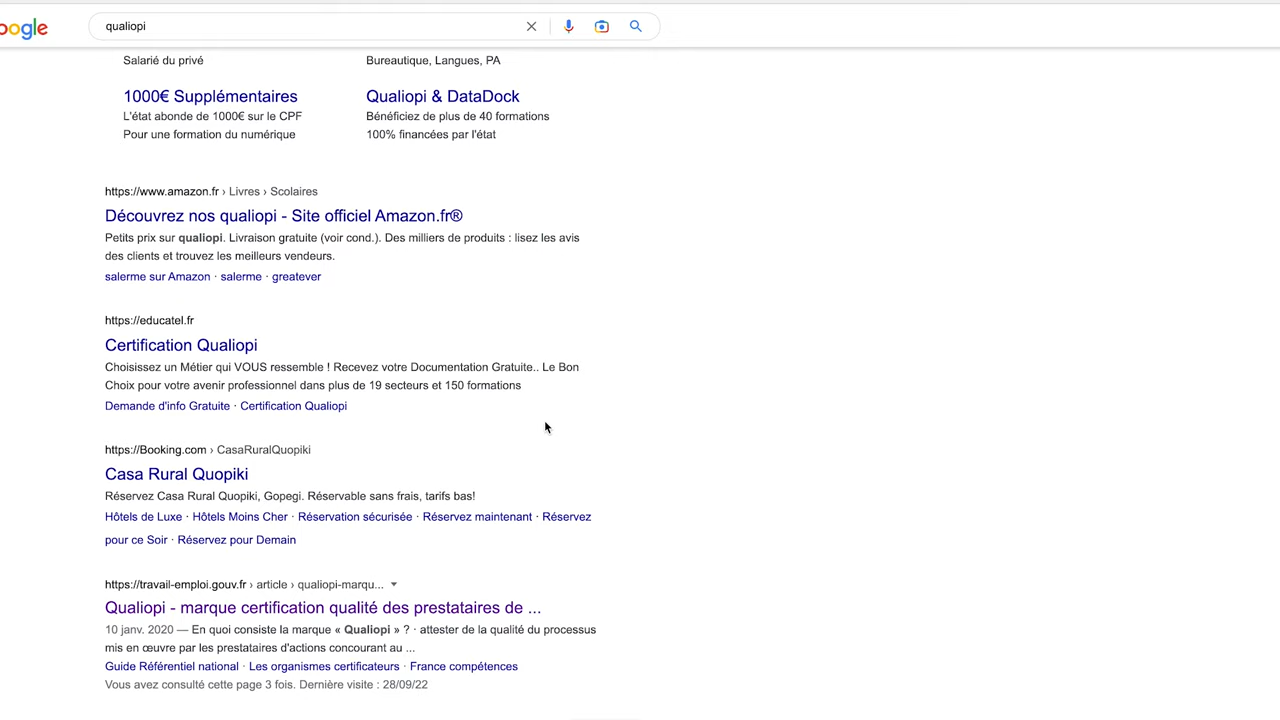 oogle
qualiopi
Salarié du privé
Bureautique, Langues, PA
1000€ Supplémentaires
Qualiopi & DataDock
L'état abonde de 1000€ sur le CPF
Bénéficiez de plus de 40 formations
Pour une formation du numérique
100% financées par l'état
https://www.amazon.fr › Livres › Scolaires
Découvrez nos qualiopi - Site officiel Amazon.fr®
Petits prix sur qualiopi. Livraison gratuite (voir cond.). Des milliers de produits : lisez les avis
des clients et trouvez les meilleurs vendeurs.
salerme sur Amazon · salerme · greatever
https://educatel.fr
Certification Qualiopi
Choisissez un Métier qui VOUS ressemble ! Recevez votre Documentation Gratuite.. Le Bon
Choix pour votre avenir professionnel dans plus de 19 secteurs et 150 formations
Demande d'info Gratuite · Certification Qualiopi
https://Booking.com › CasaRuralQuopiki
Casa Rural Quopiki
Réservez Casa Rural Quopiki, Gopegi. Réservable sans frais, tarifs bas!
Hôtels de Luxe · Hôtels Moins Cher · Réservation sécurisée · Réservez maintenant · Réservez
pour ce Soir · Réservez pour Demain
https://travail-emploi.gouv.fr › article › qualiopi-marqu...
Qualiopi - marque certification qualité des prestataires de ...
10 janv. 2020 — En quoi consiste la marque « Qualiopi » ? · attester de la qualité du processus
mis en œuvre par les prestataires d'actions concourant au ...
Guide Référentiel national · Les organismes certificateurs · France compétences
Vous avez consulté cette page 3 fois. Dernière visite : 28/09/22